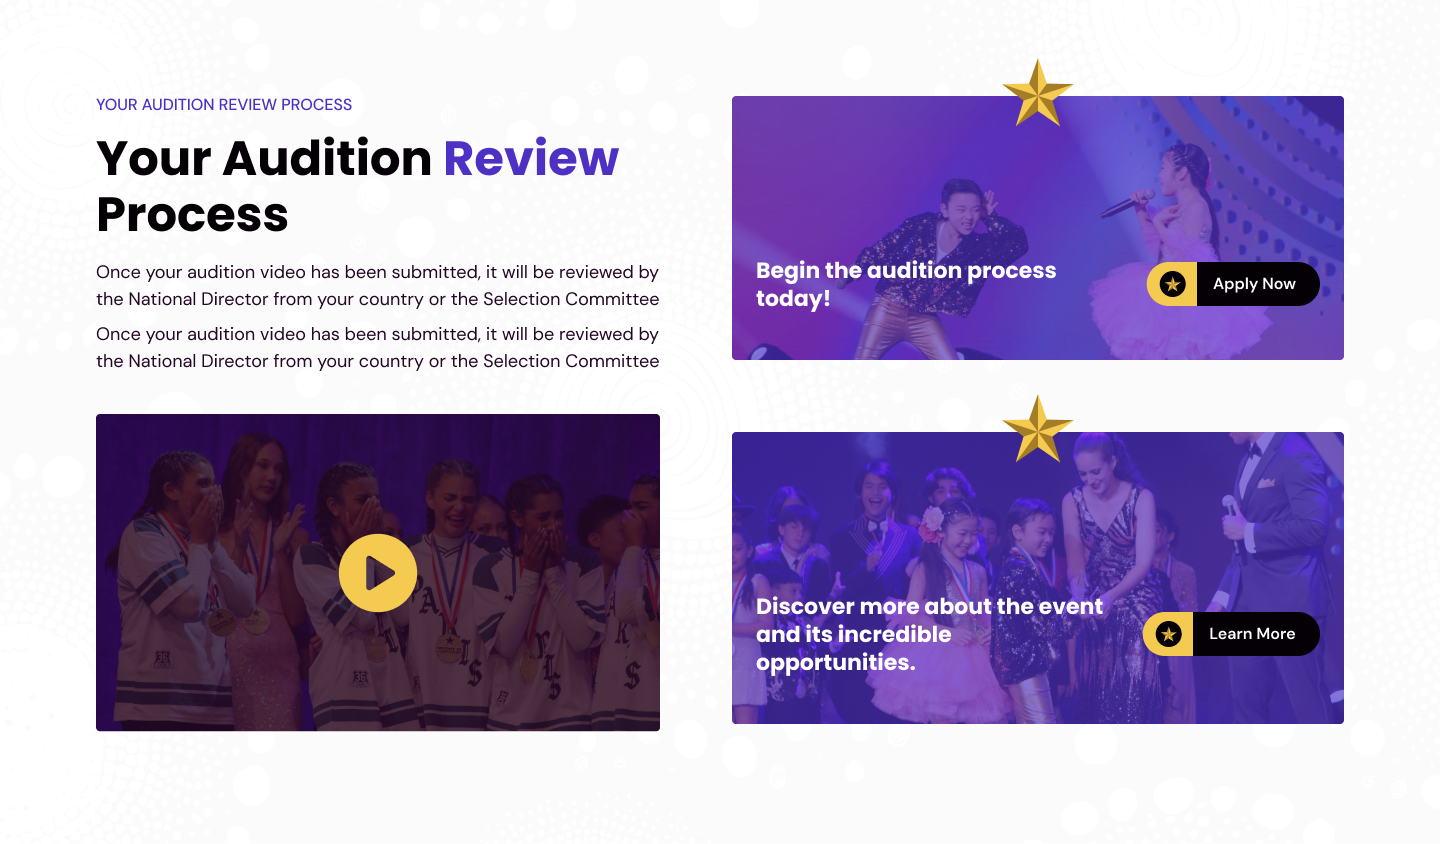 YOUR AUDITION REVIEW PROCESS
Your Audition Review
Process
Once your audition video has been submitted, it will be reviewed by
the National Director from your country or the Selection Committee
Once your audition video has been submitted, it will be reviewed by
the National Director from your country or the Selection Committee
Begin the audition process
today!
Apply Now
Discover more about the event
and its incredible
opportunities.
Learn More